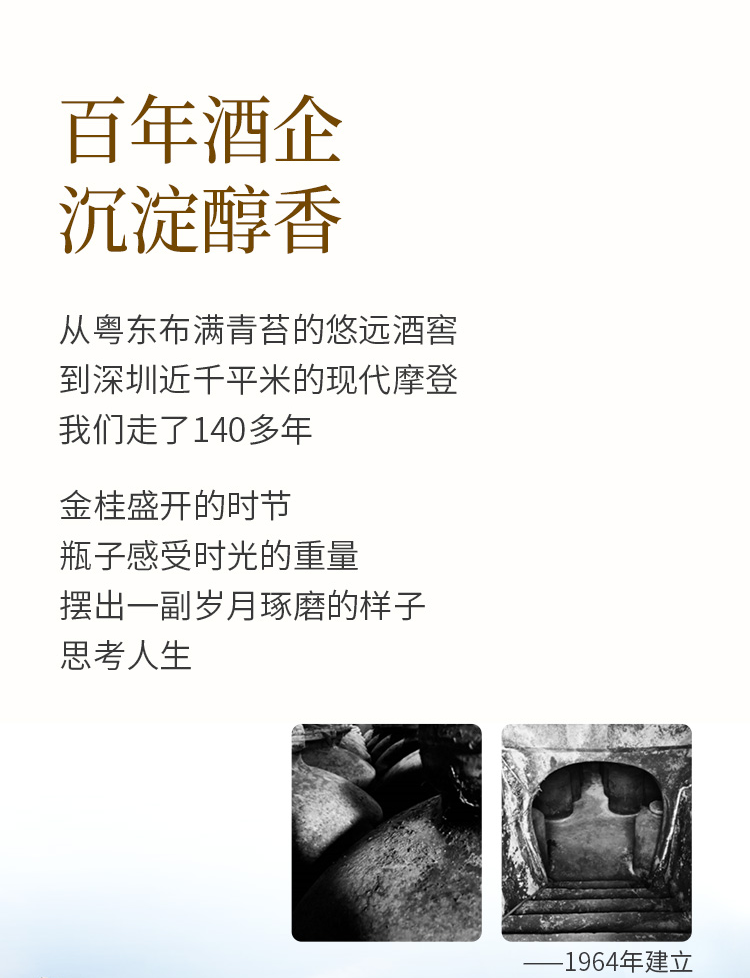 百年酒企
沉淀醇香
从粤东布满青苔的悠远酒窖
到深圳近千平米的现代摩登
我们走了140多年
金桂盛开的时节
瓶子感受时光的重量
摆出一副岁月琢磨的样子
思考人生
——1964年建立